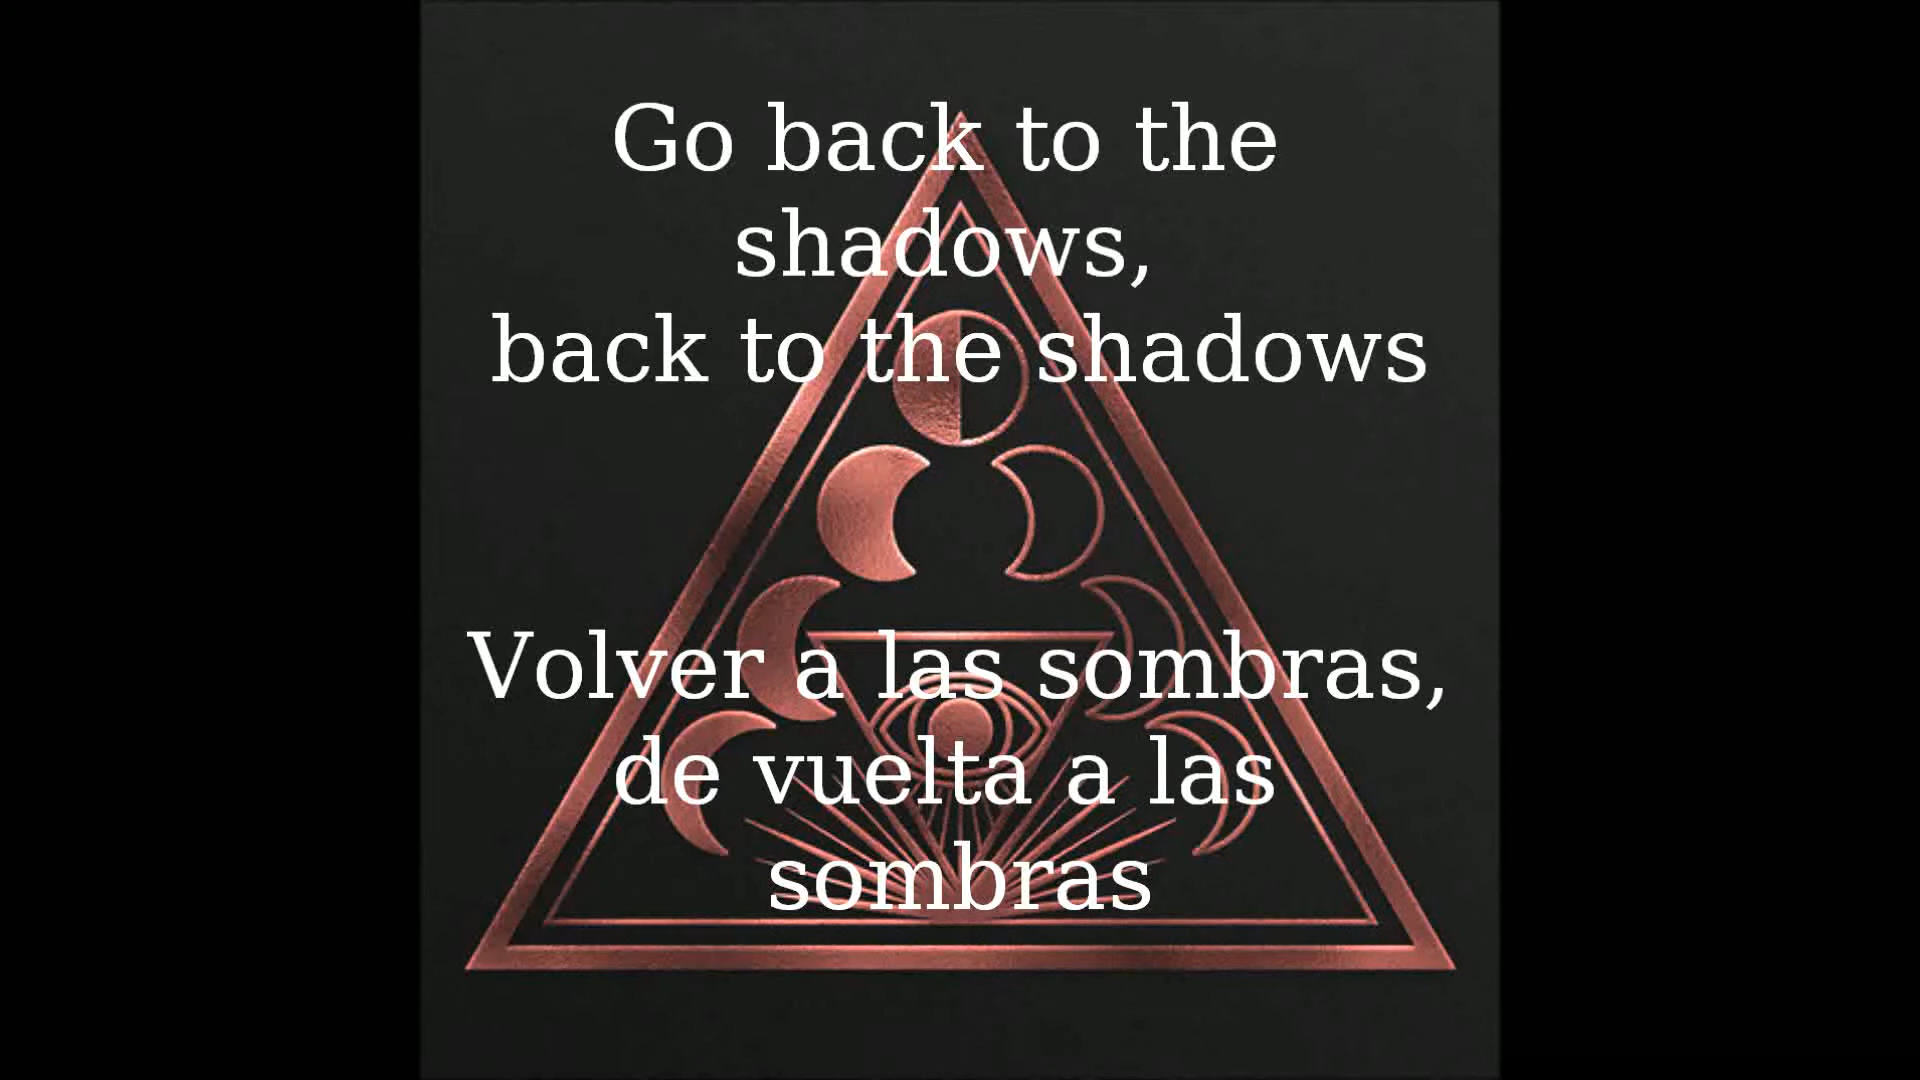 Go back to the
shadows,
back to the shadows
Volver a las sombras,
de vuelta a las
sombras